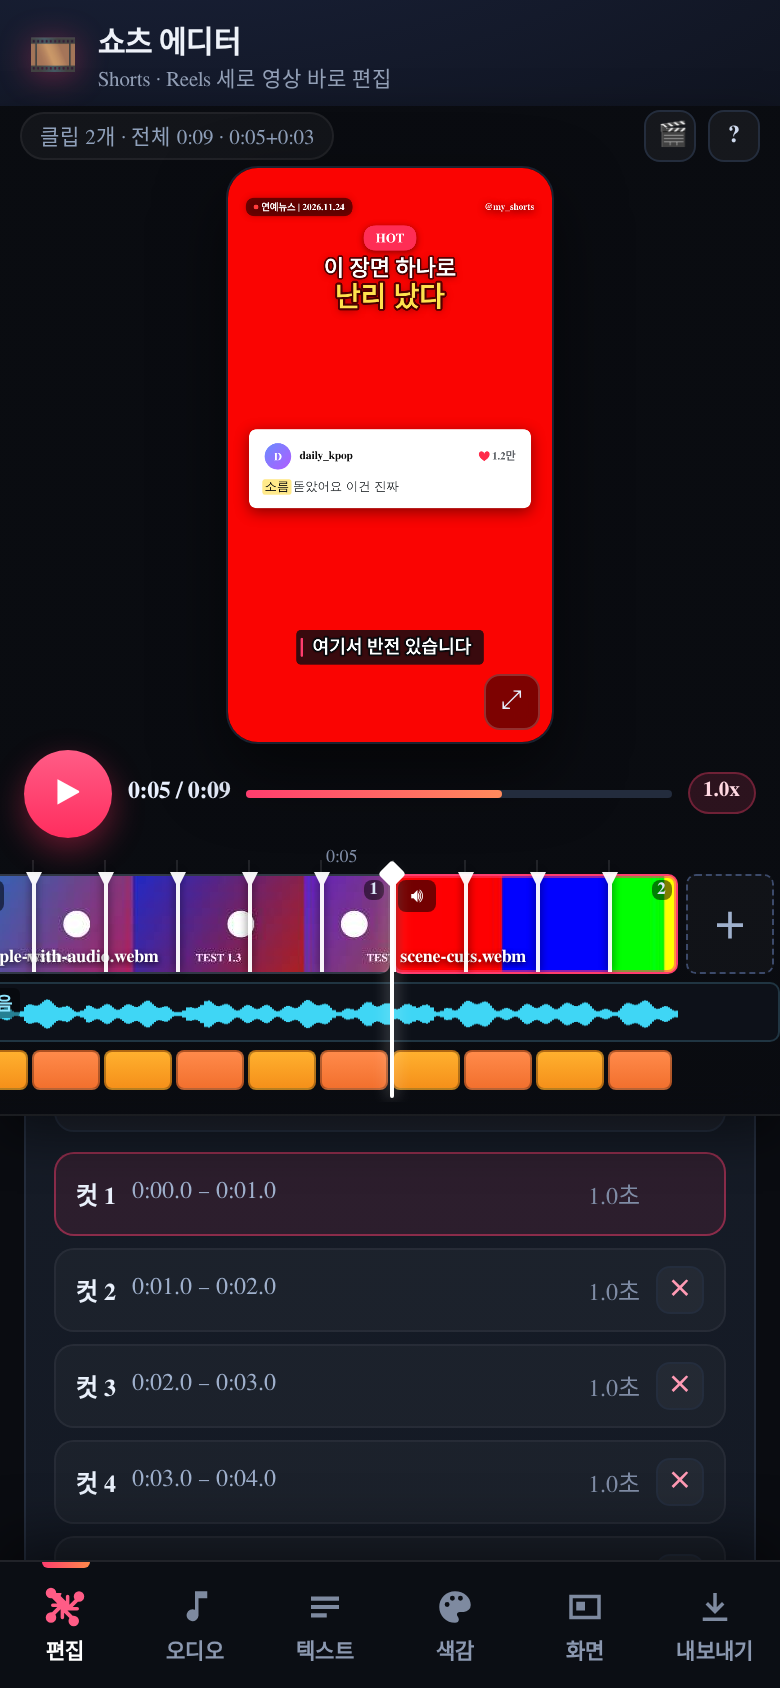 쇼츠 에디터
Shorts · Reels 세로 영상 바로 편집
클립 2개 · 전체 0:09 · 0:05+0:03
?
연예뉴스 | 2026.11.24
@my_shorts
HOT
이 장면 하나로
난리 났다
D
daily_kpop
1.2만
소름 돋았어요 이건 진짜
여기서 반전 있습니다
0:05 / 0:09
1.0x
0:05
1
2
ple-with-audio.webm
TEST 1.3
TES
scene-cuts.webm
음
컷 1
0:00.0 – 0:01.0
1.0초
컷 2
0:01.0 – 0:02.0
1.0초
컷 3
0:02.0 – 0:03.0
1.0초
컷 4
0:03.0 – 0:04.0
1.0초
편집
오디오
텍스트
색감
화면
내보내기